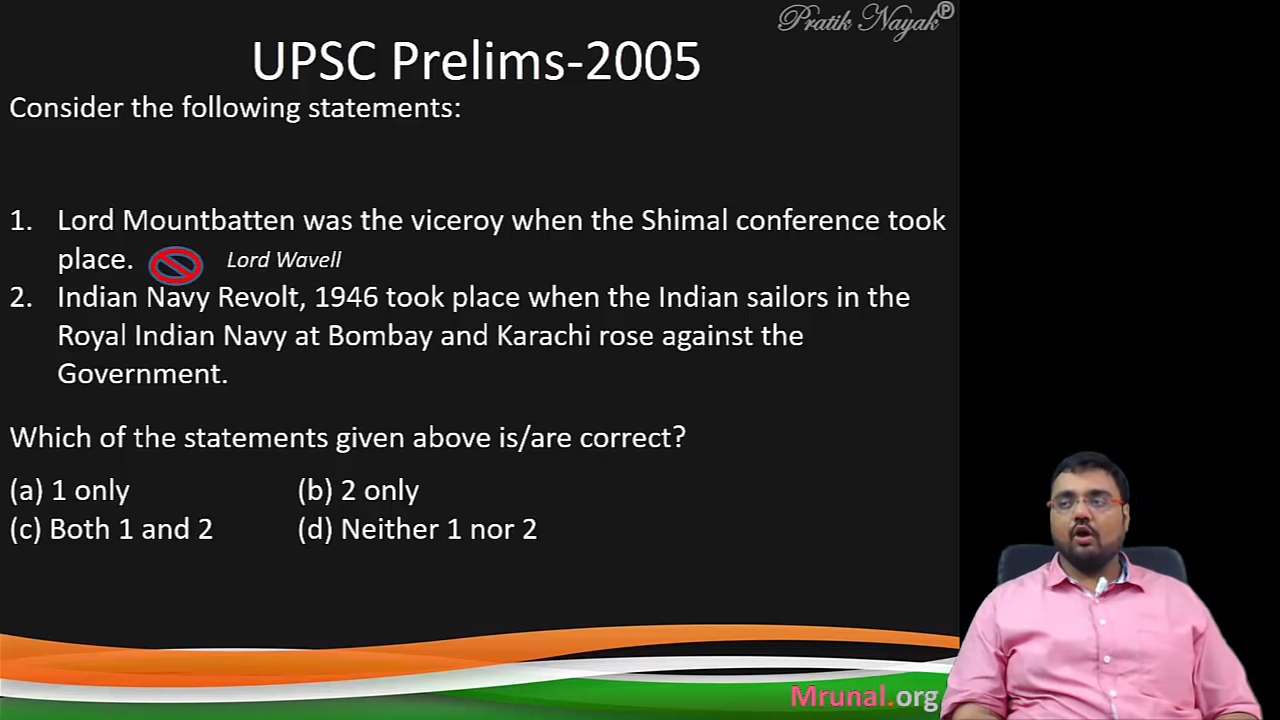 Pratik Nayak℗
UPSC Prelims-2005
Consider the following statements:
1. Lord Mountbatten was the viceroy when the Shimal conference took
place. Lord Wavell
2. Indian Navy Revolt, 1946 took place when the Indian sailors in the
Royal Indian Navy at Bombay and Karachi rose against the
Government.
Which of the statements given above is/are correct?
(a) 1 only (b) 2 only
(c) Both 1 and 2 (d) Neither 1 nor 2
Mrunal.org